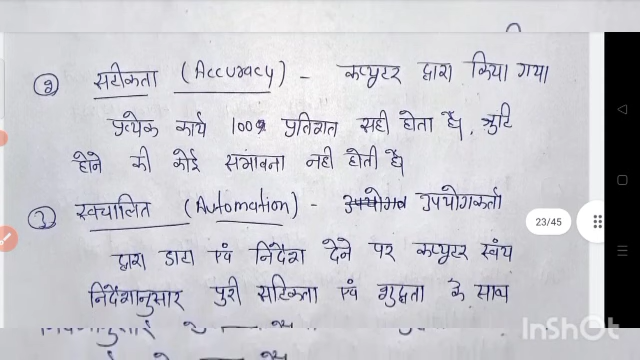 ② सटीकता (Accuracy) - कम्प्यूटर द्वारा किया गया
प्रत्येक कार्य 100% प्रतिशत सही होता है, त्रुटि
होने की कोई संभावना नही होती है।
③ स्वचालित (Automation) - उपयोगकर्ता
23/45
द्वारा डाटा एवं निर्देश देने पर कम्प्यूटर स्वंय
निर्देशानुसार पुरी सटिकता एवं शुद्धता के साथ
InShOt